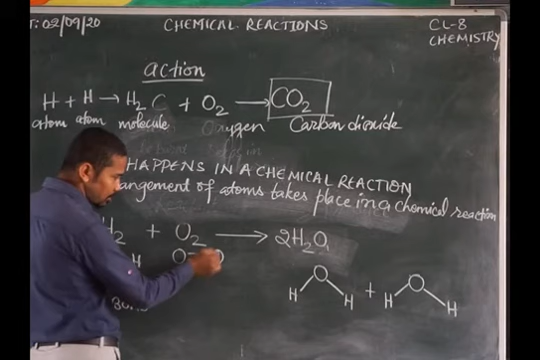 T: 02/09/20 CHEMICAL REACTIONS CL-8
CHEMISTRY
action
H + H → H2 C + O2 → CO2
atom atom molecule Oxygen Carbon dioxide
HAPPENS IN A CHEMICAL REACTION
angement of atoms takes place in a chemical reaction
H2 + O2 → 2H2O
H O
O + O
H H H H